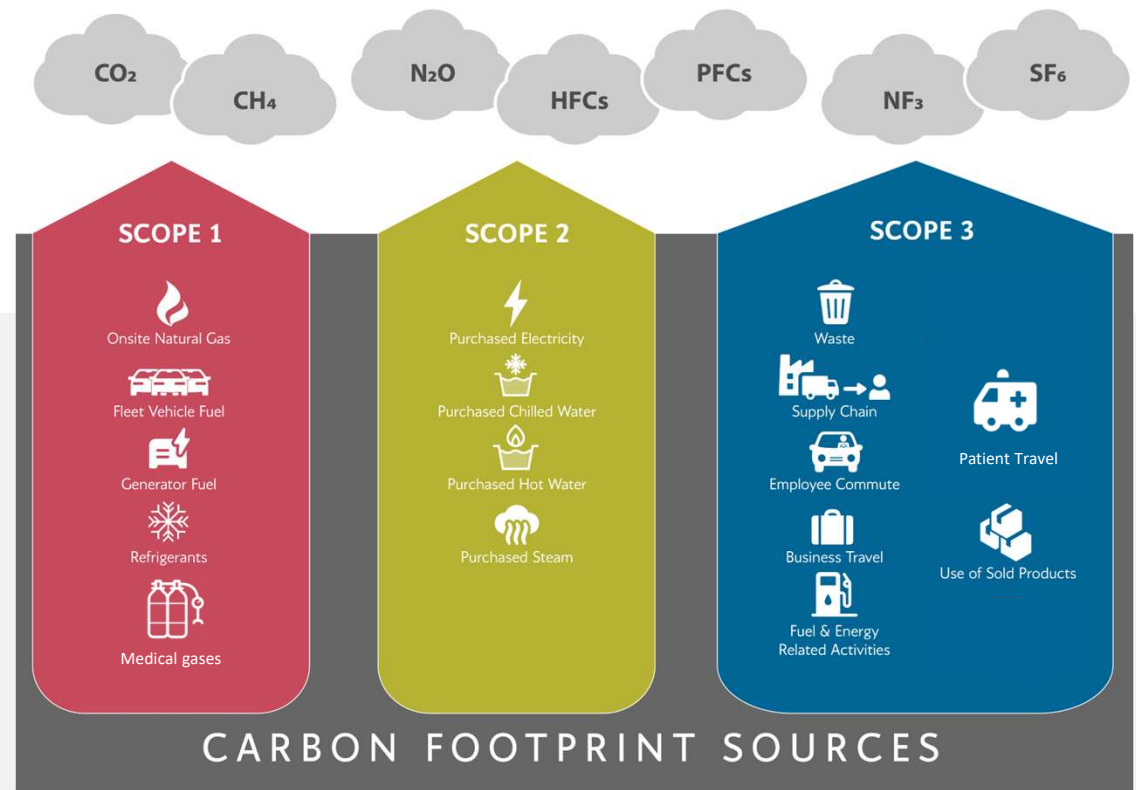 CO₂
CH₄
N₂O
HFCs
PFCs
NF₃
SF₆
SCOPE 1
Onsite Natural Gas
Fleet Vehicle Fuel
Generator Fuel
Refrigerants
Medical gases
SCOPE 2
Purchased Electricity
Purchased Chilled Water
Purchased Hot Water
Purchased Steam
SCOPE 3
Waste
Supply Chain
Employee Commute
Business Travel
Fuel & Energy
Related Activities
Patient Travel
Use of Sold Products
CARBON FOOTPRINT SOURCES